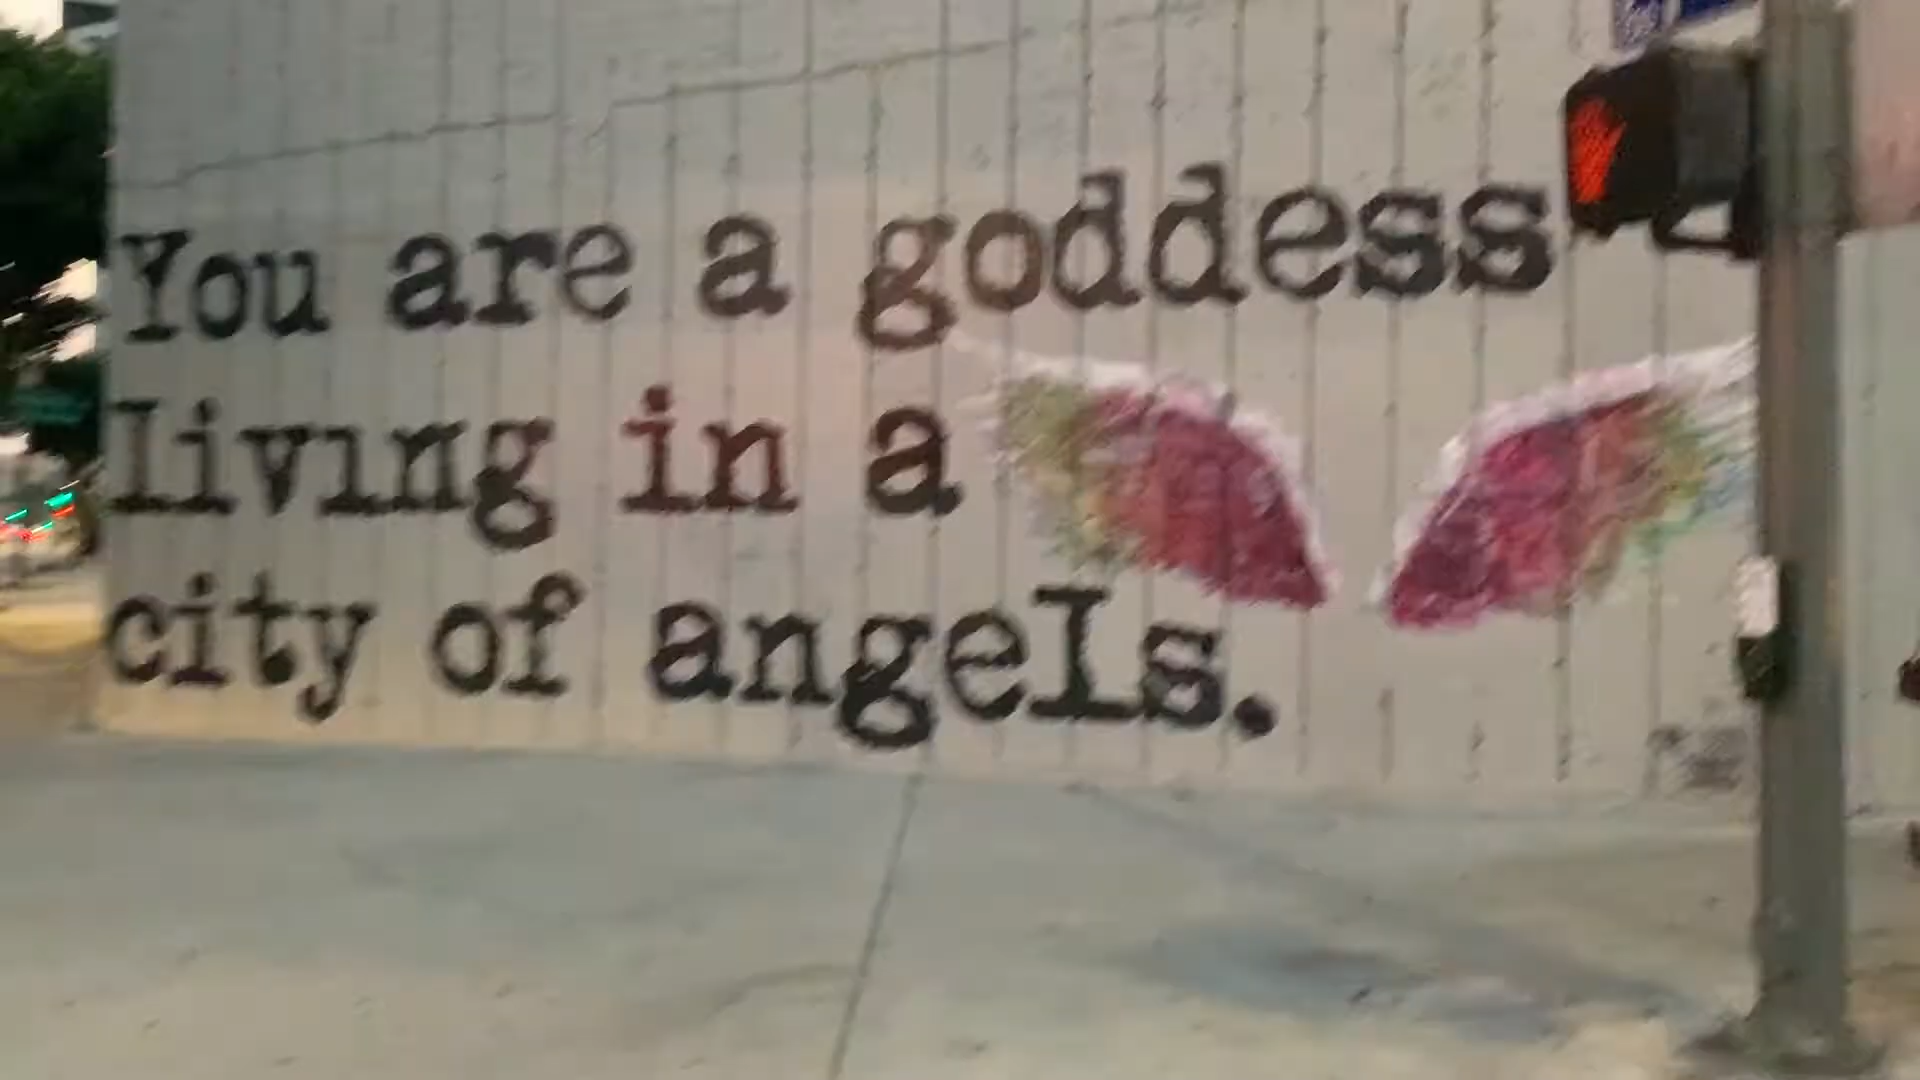 You are a goddess
living in a
city of angels.